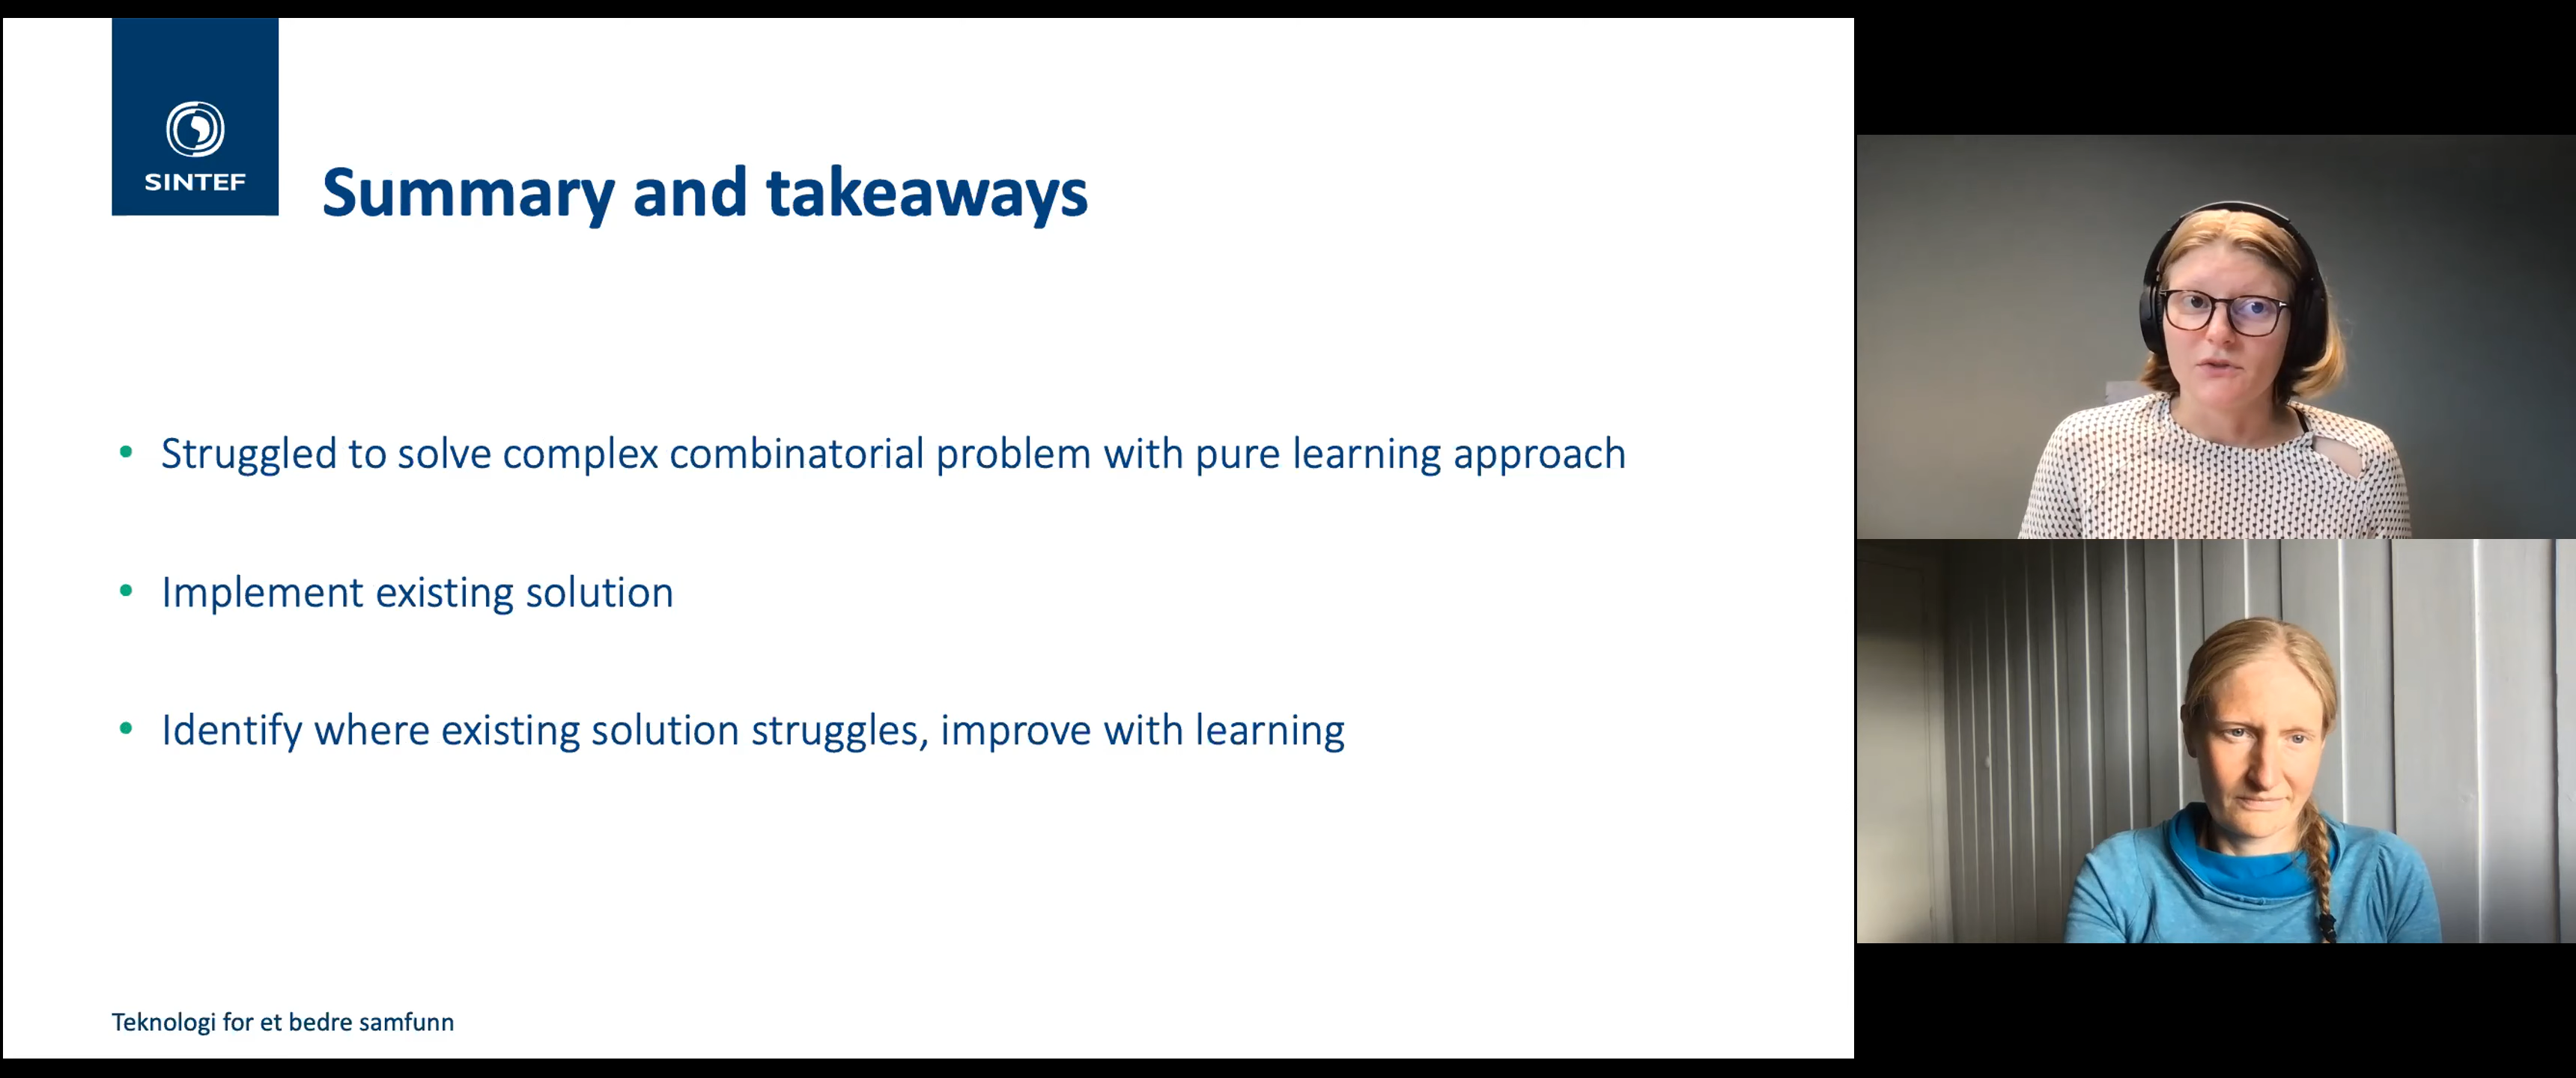 SINTEF
Summary and takeaways
• Struggled to solve complex combinatorial problem with pure learning approach
• Implement existing solution
• Identify where existing solution struggles, improve with learning
Teknologi for et bedre samfunn